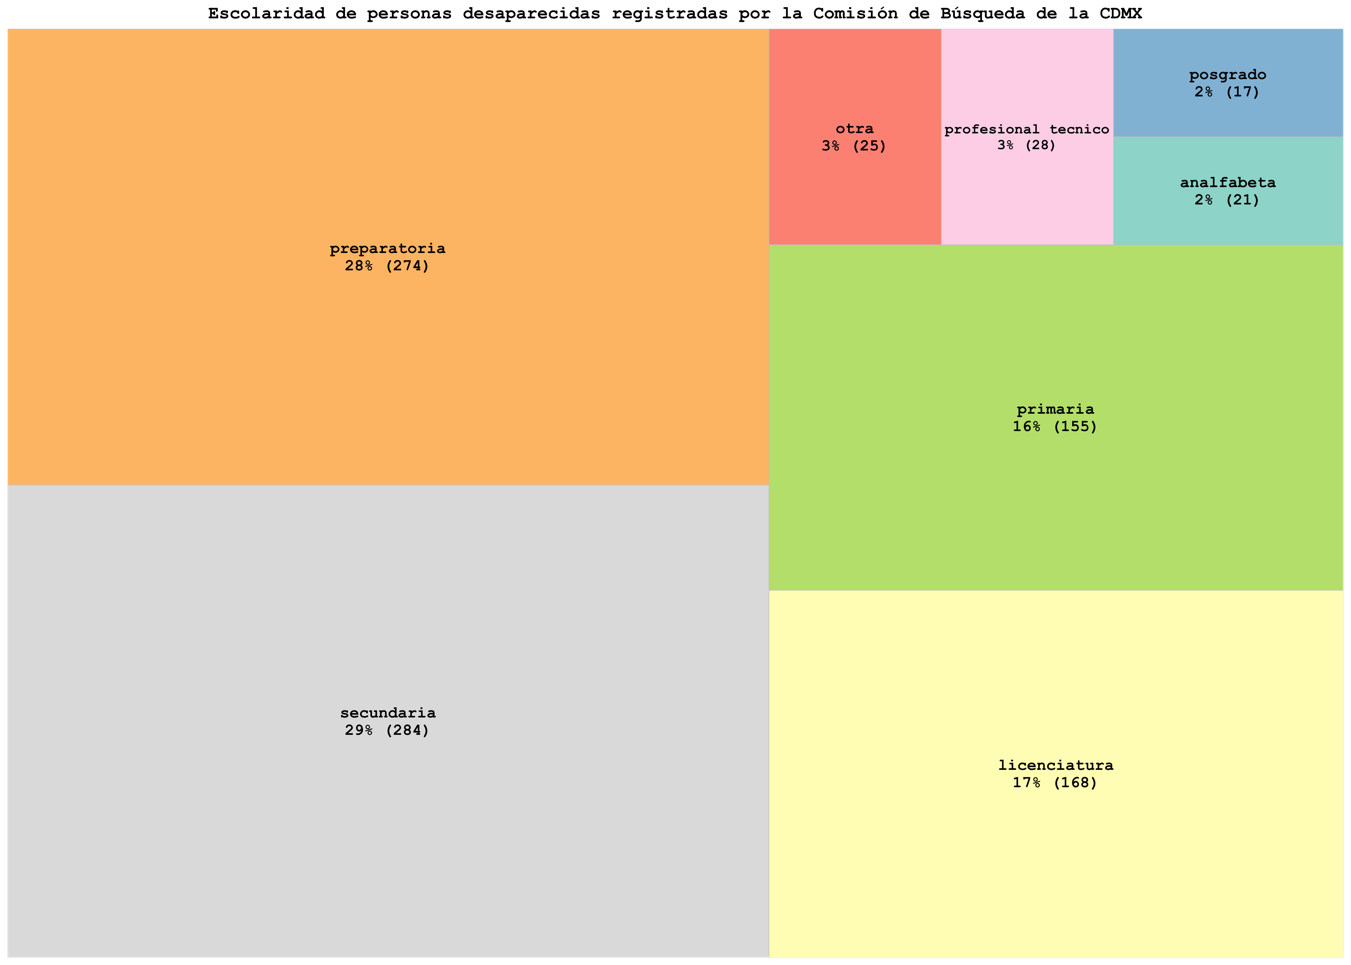 Escolaridad de personas desaparecidas registradas por la Comisión de Búsqueda de la CDMX
preparatoria
28% (274)
otra
3% (25)
profesional tecnico
3% (28)
posgrado
2% (17)
analfabeta
2% (21)
primaria
16% (155)
secundaria
29% (284)
licenciatura
17% (168)